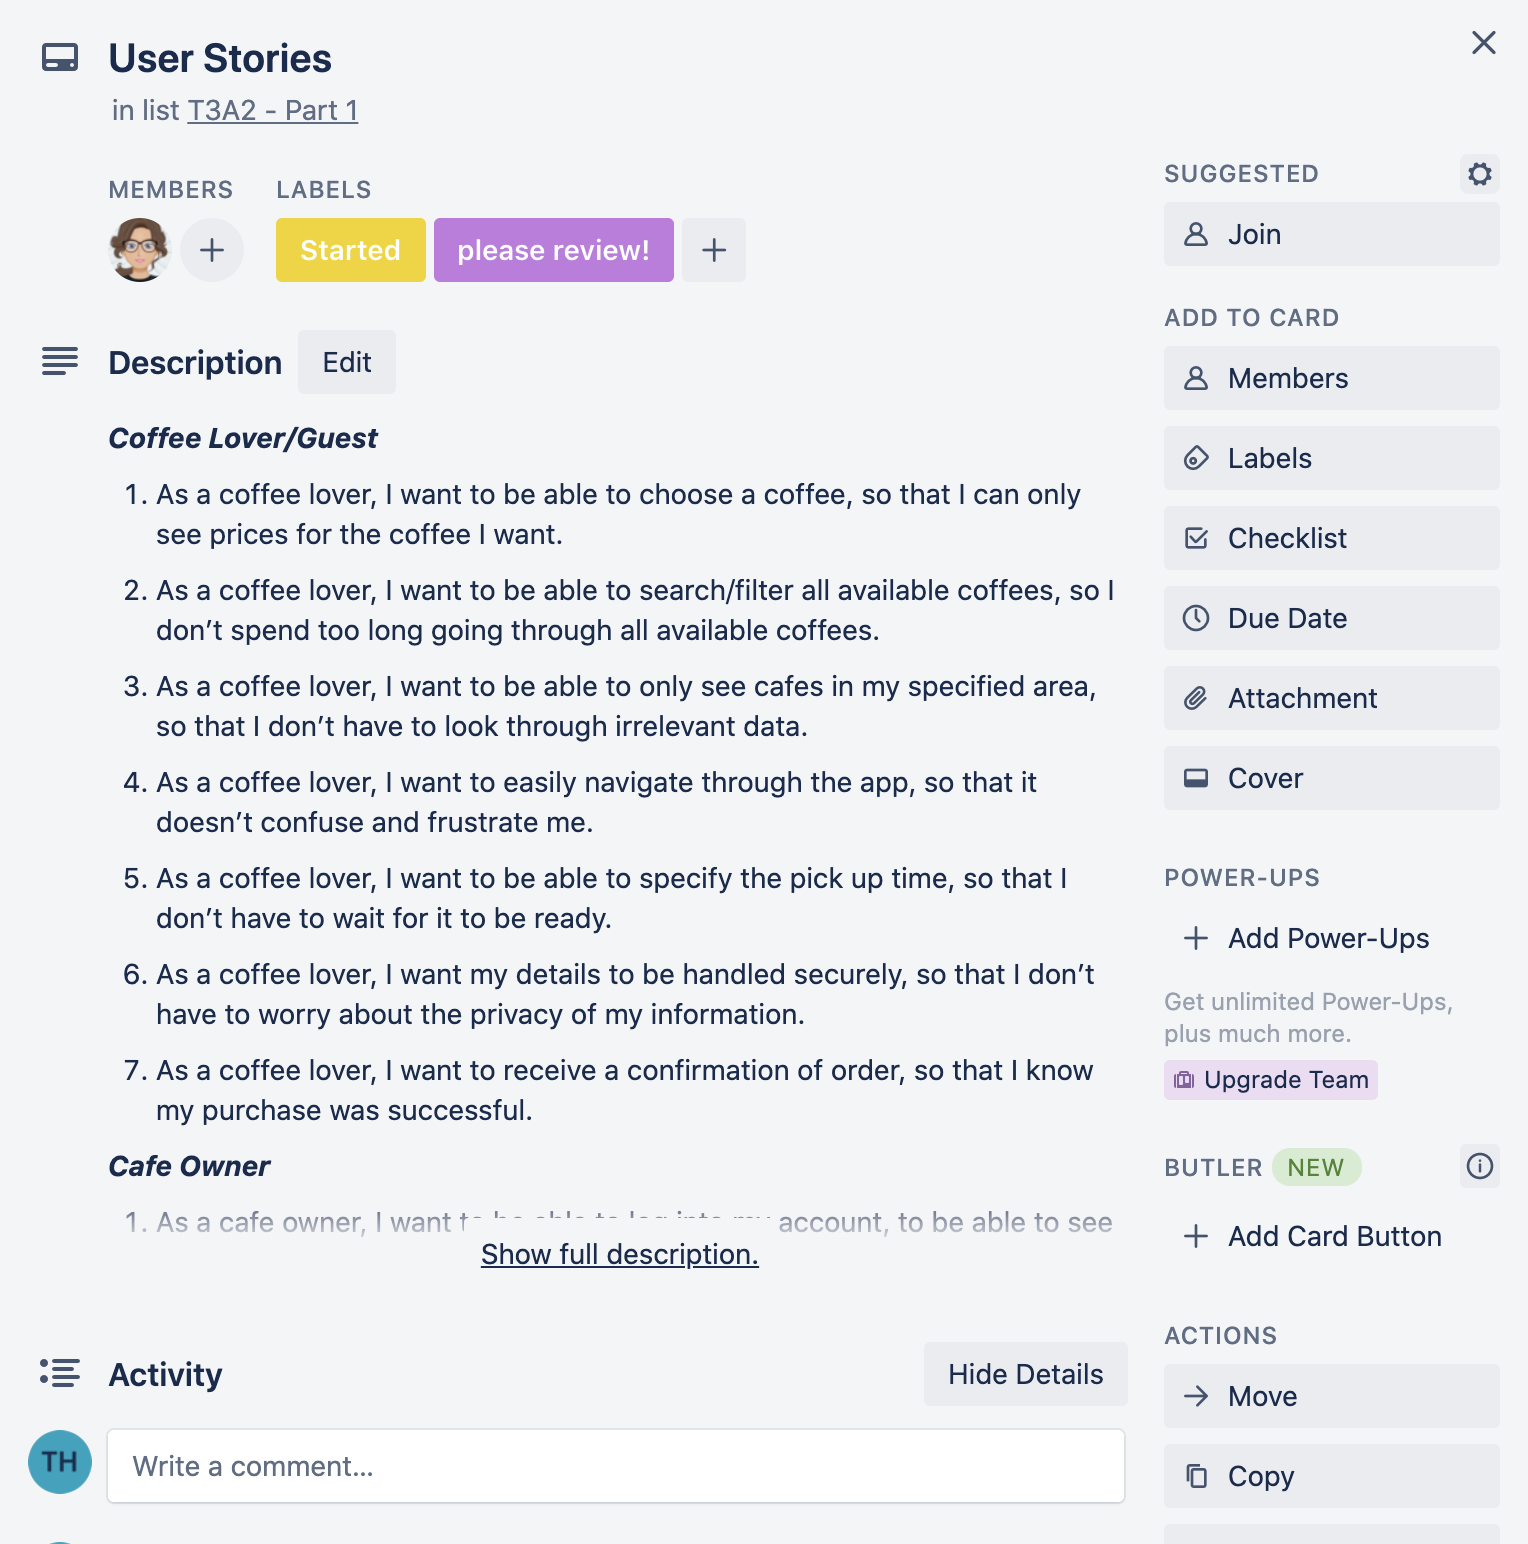 User Stories
in list T3A2 - Part 1
MEMBERS
LABELS
Started
please review!
Description
Edit
Coffee Lover/Guest
1. As a coffee lover, I want to be able to choose a coffee, so that I can only
see prices for the coffee I want.
2. As a coffee lover, I want to be able to search/filter all available coffees, so I
don’t spend too long going through all available coffees.
3. As a coffee lover, I want to be able to only see cafes in my specified area,
so that I don’t have to look through irrelevant data.
4. As a coffee lover, I want to easily navigate through the app, so that it
doesn’t confuse and frustrate me.
5. As a coffee lover, I want to be able to specify the pick up time, so that I
don’t have to wait for it to be ready.
6. As a coffee lover, I want my details to be handled securely, so that I don’t
have to worry about the privacy of my information.
7. As a coffee lover, I want to receive a confirmation of order, so that I know
my purchase was successful.
Cafe Owner
1. As a cafe owner, I want to be able to log into my account, to be able to see
Show full description.
Activity
Hide Details
TH
Write a comment...
SUGGESTED
Join
ADD TO CARD
Members
Labels
Checklist
Due Date
Attachment
Cover
POWER-UPS
Add Power-Ups
Get unlimited Power-Ups,
plus much more.
Upgrade Team
BUTLER NEW
Add Card Button
ACTIONS
Move
Copy